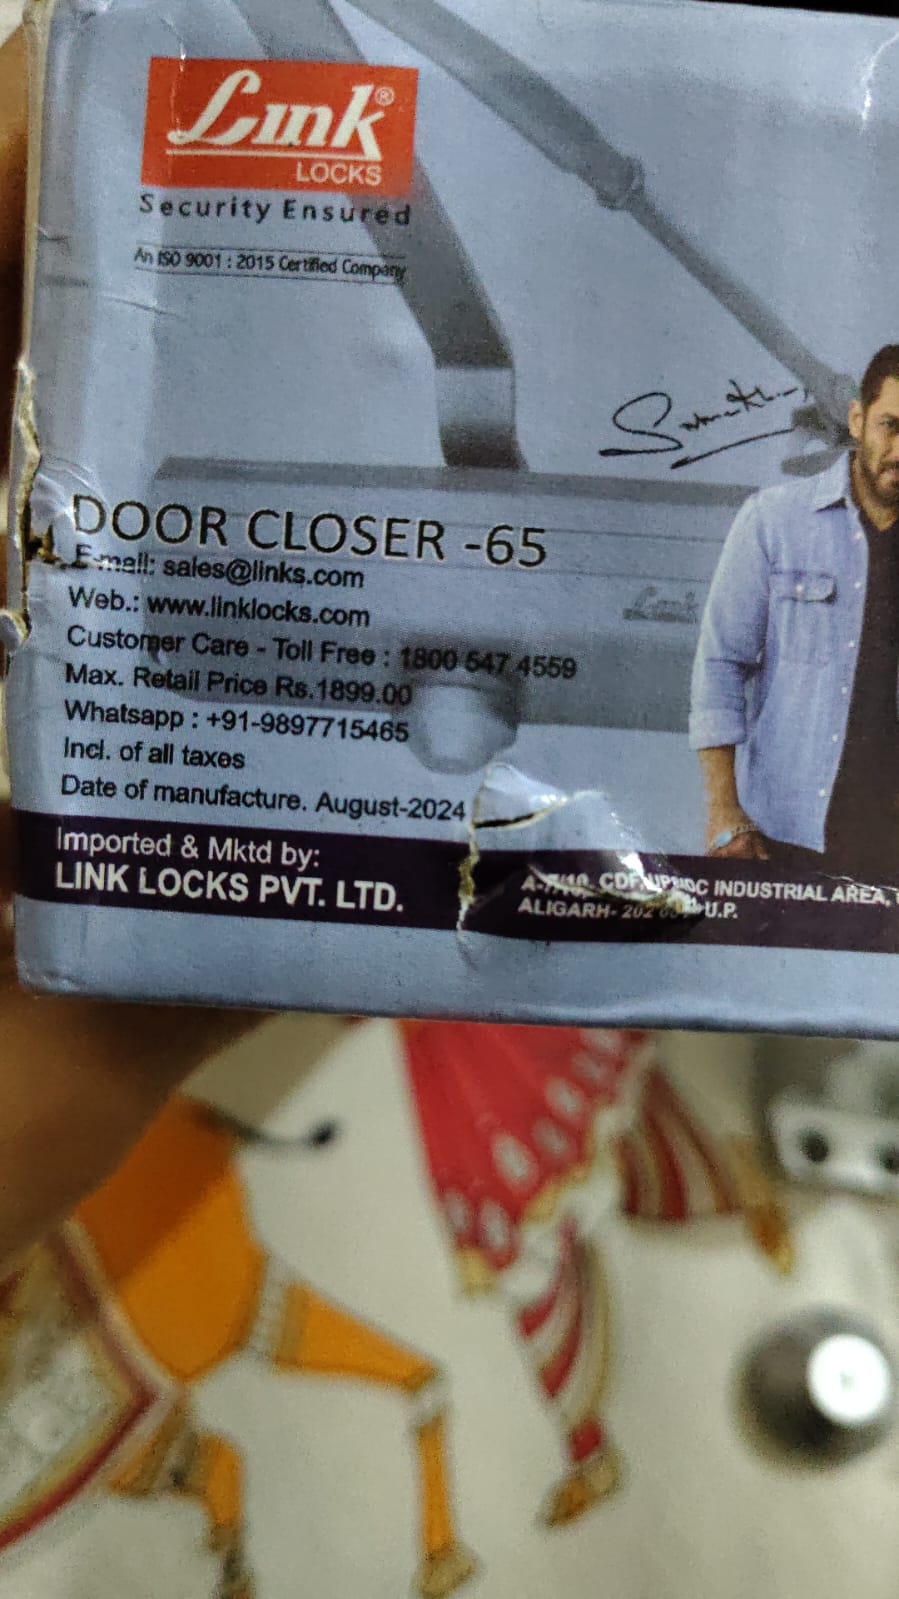 Link®
LOCKS
Security Ensured
An ISO 9001 : 2015 Certified Company
DOOR CLOSER -65
E-mail: sales@links.com
Web.: www.linklocks.com
Customer Care - Toll Free : 1800 547 4559
Max. Retail Price Rs.1899.00
Whatsapp : +91-9897715465
Incl. of all taxes
Date of manufacture. August-2024
Imported & Mktd by:
LINK LOCKS PVT. LTD.
INDUSTRIAL AREA,
ALIGARH- U.P.
Link